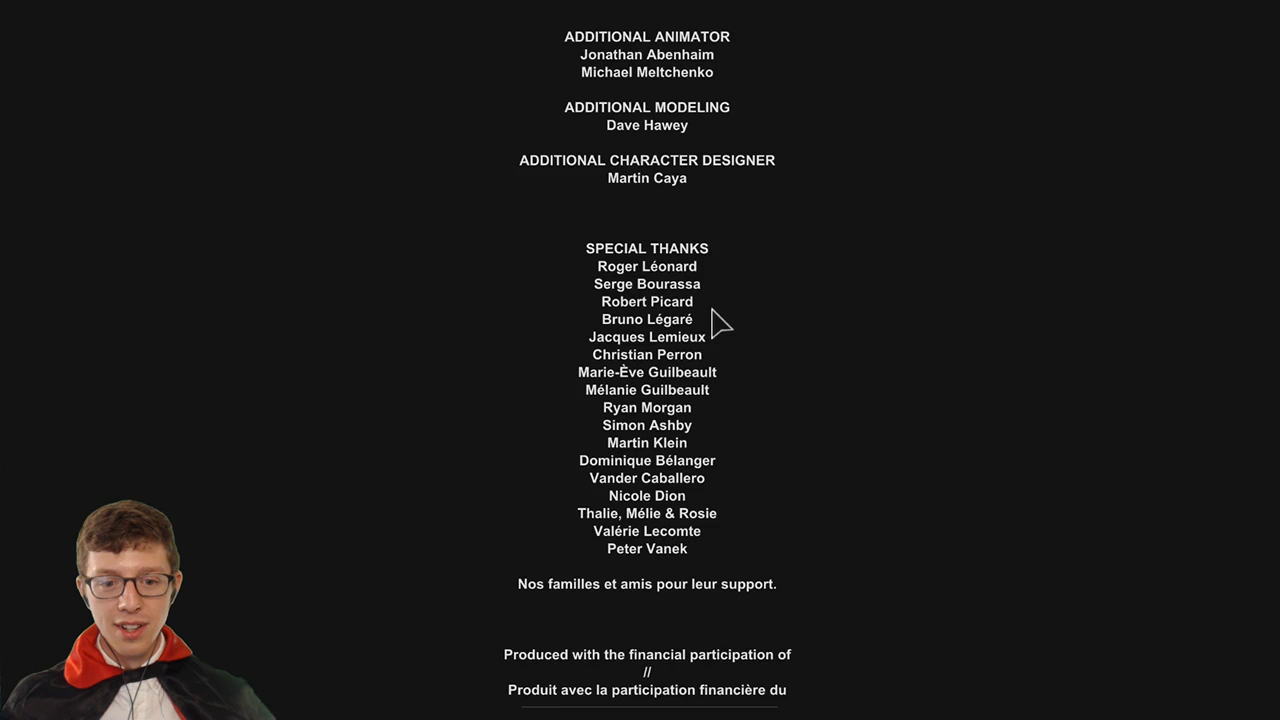 ADDITIONAL ANIMATOR
Jonathan Abenhaim
Michael Meltchenko
ADDITIONAL MODELING
Dave Hawey
ADDITIONAL CHARACTER DESIGNER
Martin Caya
SPECIAL THANKS
Roger Léonard
Serge Bourassa
Robert Picard
Bruno Légaré
Jacques Lemieux
Christian Perron
Marie-Ève Guilbeault
Mélanie Guilbeault
Ryan Morgan
Simon Ashby
Martin Klein
Dominique Bélanger
Vander Caballero
Nicole Dion
Thalie, Mélie & Rosie
Valérie Lecomte
Peter Vanek
Nos familles et amis pour leur support.
Produced with the financial participation of
//
Produit avec la participation financière du